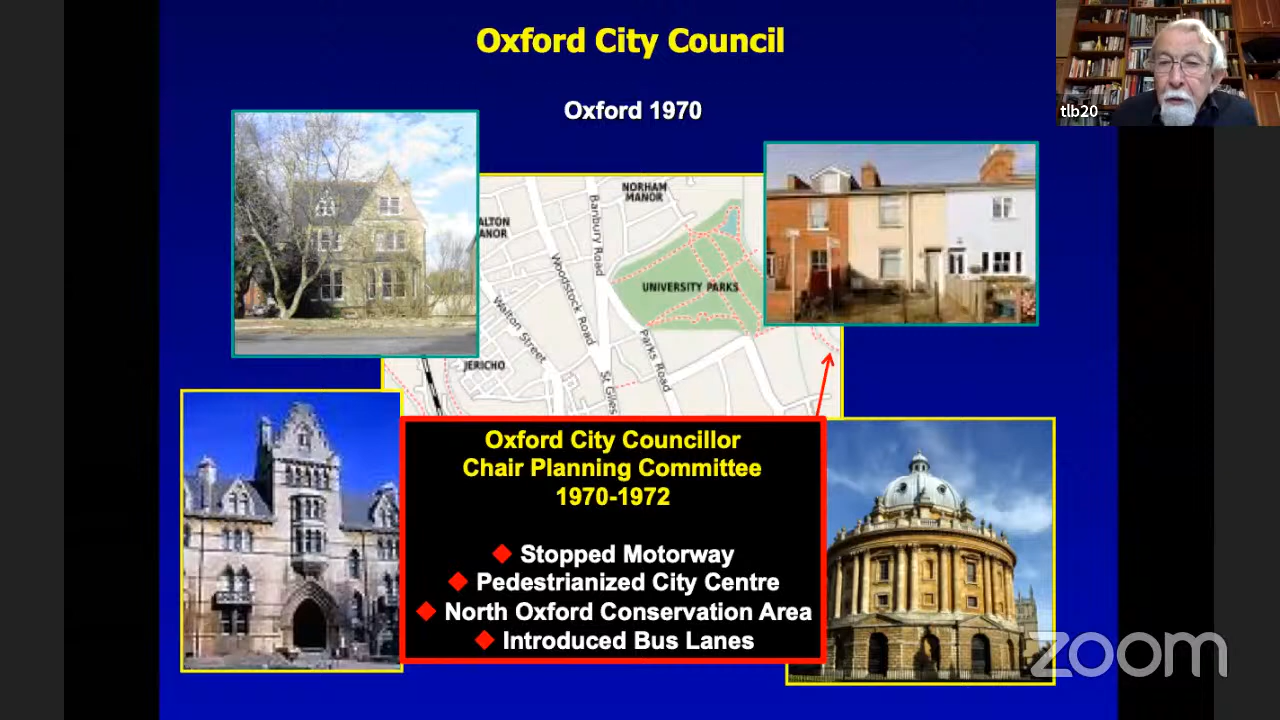 Oxford City Council
tlb20
Oxford 1970
NORHAM
MANOR
ALTON
ANOR
Banbury Road
Woodstock Road
UNIVERSITY PARKS
Walton Street
Parks Road
JERICHO
St Giles
Oxford City Councillor
Chair Planning Committee
1970-1972
Stopped Motorway
Pedestrianized City Centre
North Oxford Conservation Area
Introduced Bus Lanes
zoom